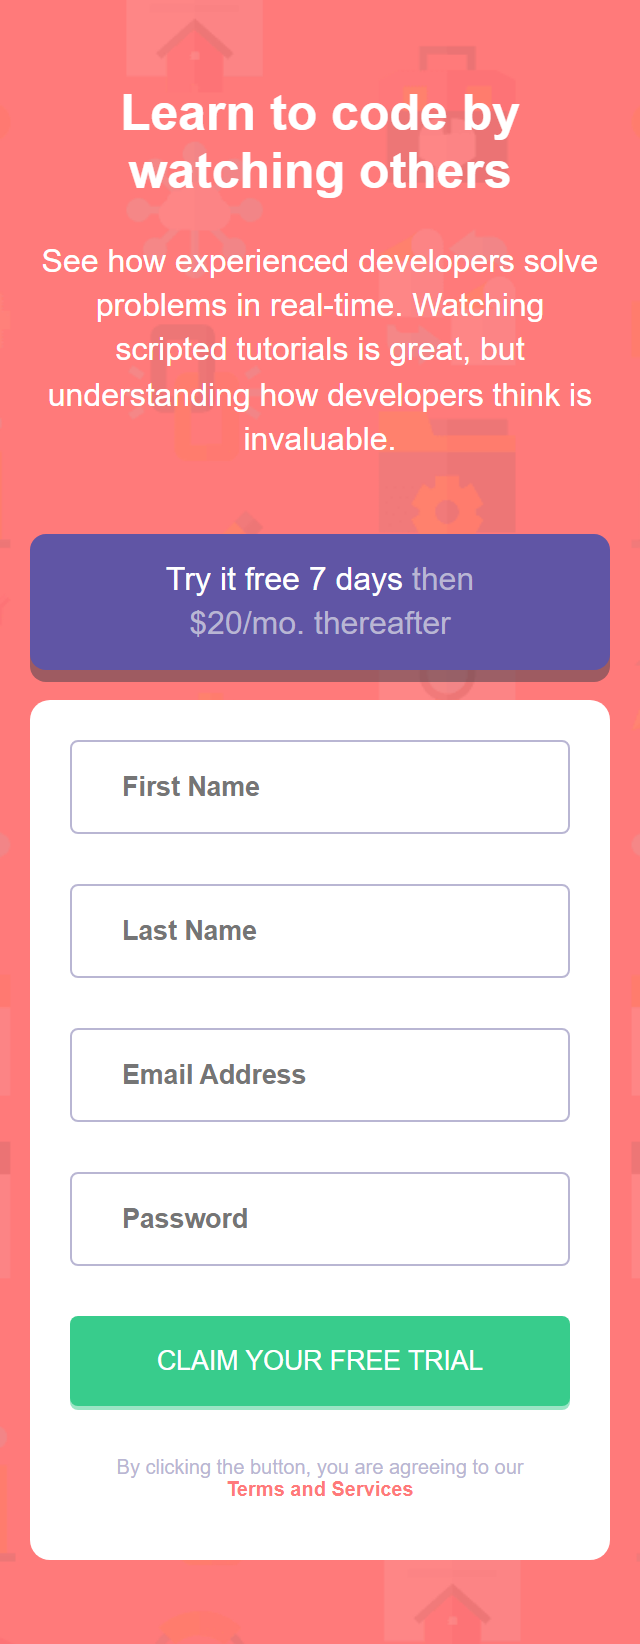 Learn to code by
watching others
See how experienced developers solve
problems in real-time. Watching
scripted tutorials is great, but
understanding how developers think is
invaluable.
Try it free 7 days then
$20/mo. thereafter
First Name
Last Name
Email Address
Password
CLAIM YOUR FREE TRIAL
By clicking the button, you are agreeing to our
Terms and Services